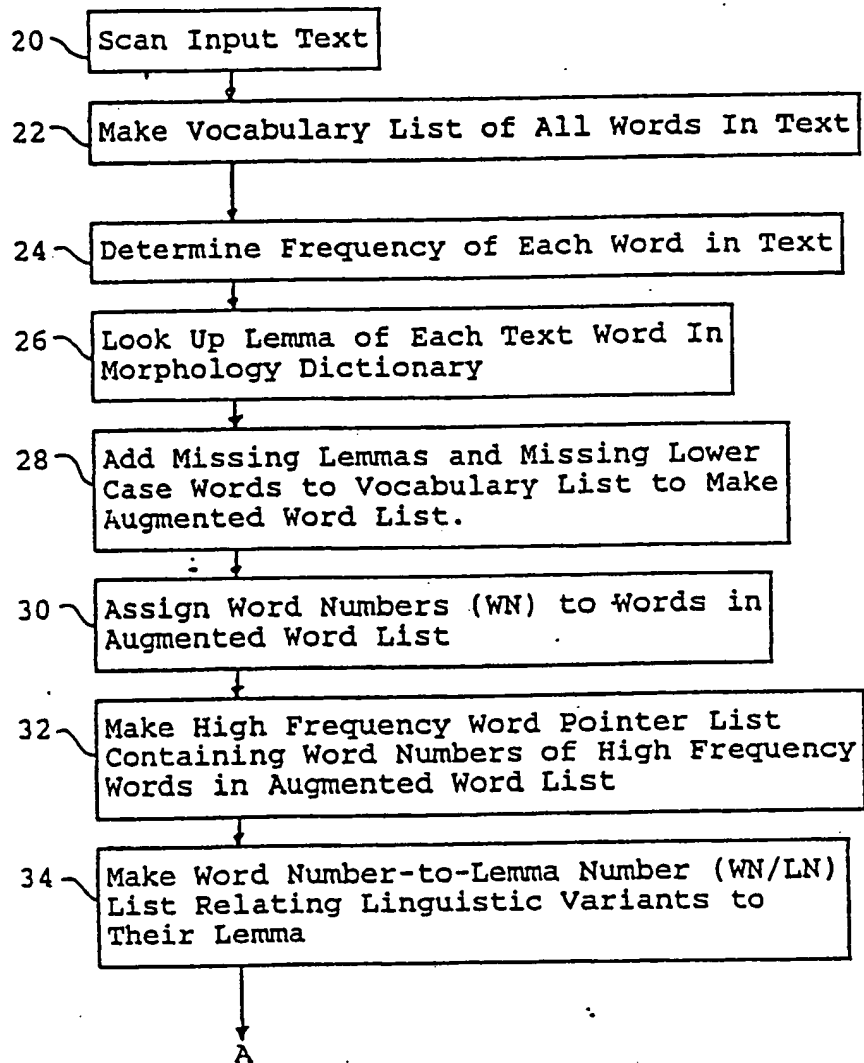 20 Scan Input Text
22 Make Vocabulary List of All Words In Text
24 Determine Frequency of Each Word in Text
26 Look Up Lemma of Each Text Word In
Morphology Dictionary
28 Add Missing Lemmas and Missing Lower
Case Words to Vocabulary List to Make
Augmented Word List.
30 Assign Word Numbers (WN) to Words in
Augmented Word List
32 Make High Frequency Word Pointer List
Containing Word Numbers of High Frequency
Words in Augmented Word List
34 Make Word Number-to-Lemma Number (WN/LN)
List Relating Linguistic Variants to
Their Lemma
A